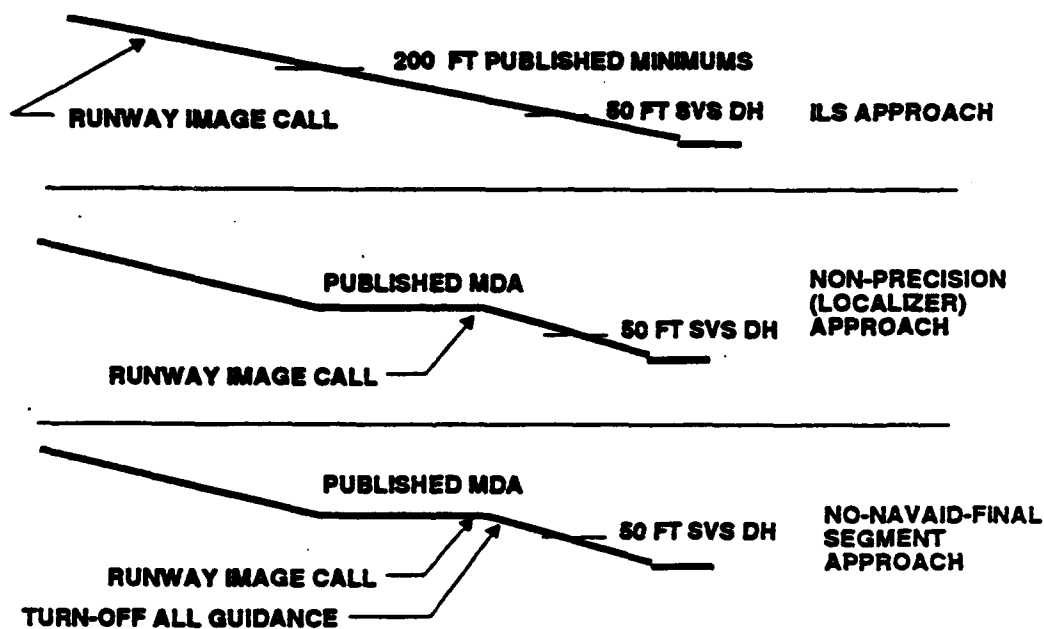 200 FT PUBLISHED MINIMUMS
RUNWAY IMAGE CALL
50 FT SVS DH
ILS APPROACH
PUBLISHED MDA
NON-PRECISION
(LOCALIZER)
APPROACH
50 FT SVS DH
RUNWAY IMAGE CALL
PUBLISHED MDA
NO-NAVAID-FINAL
SEGMENT
APPROACH
50 FT SVS DH
RUNWAY IMAGE CALL
TURN-OFF ALL GUIDANCE